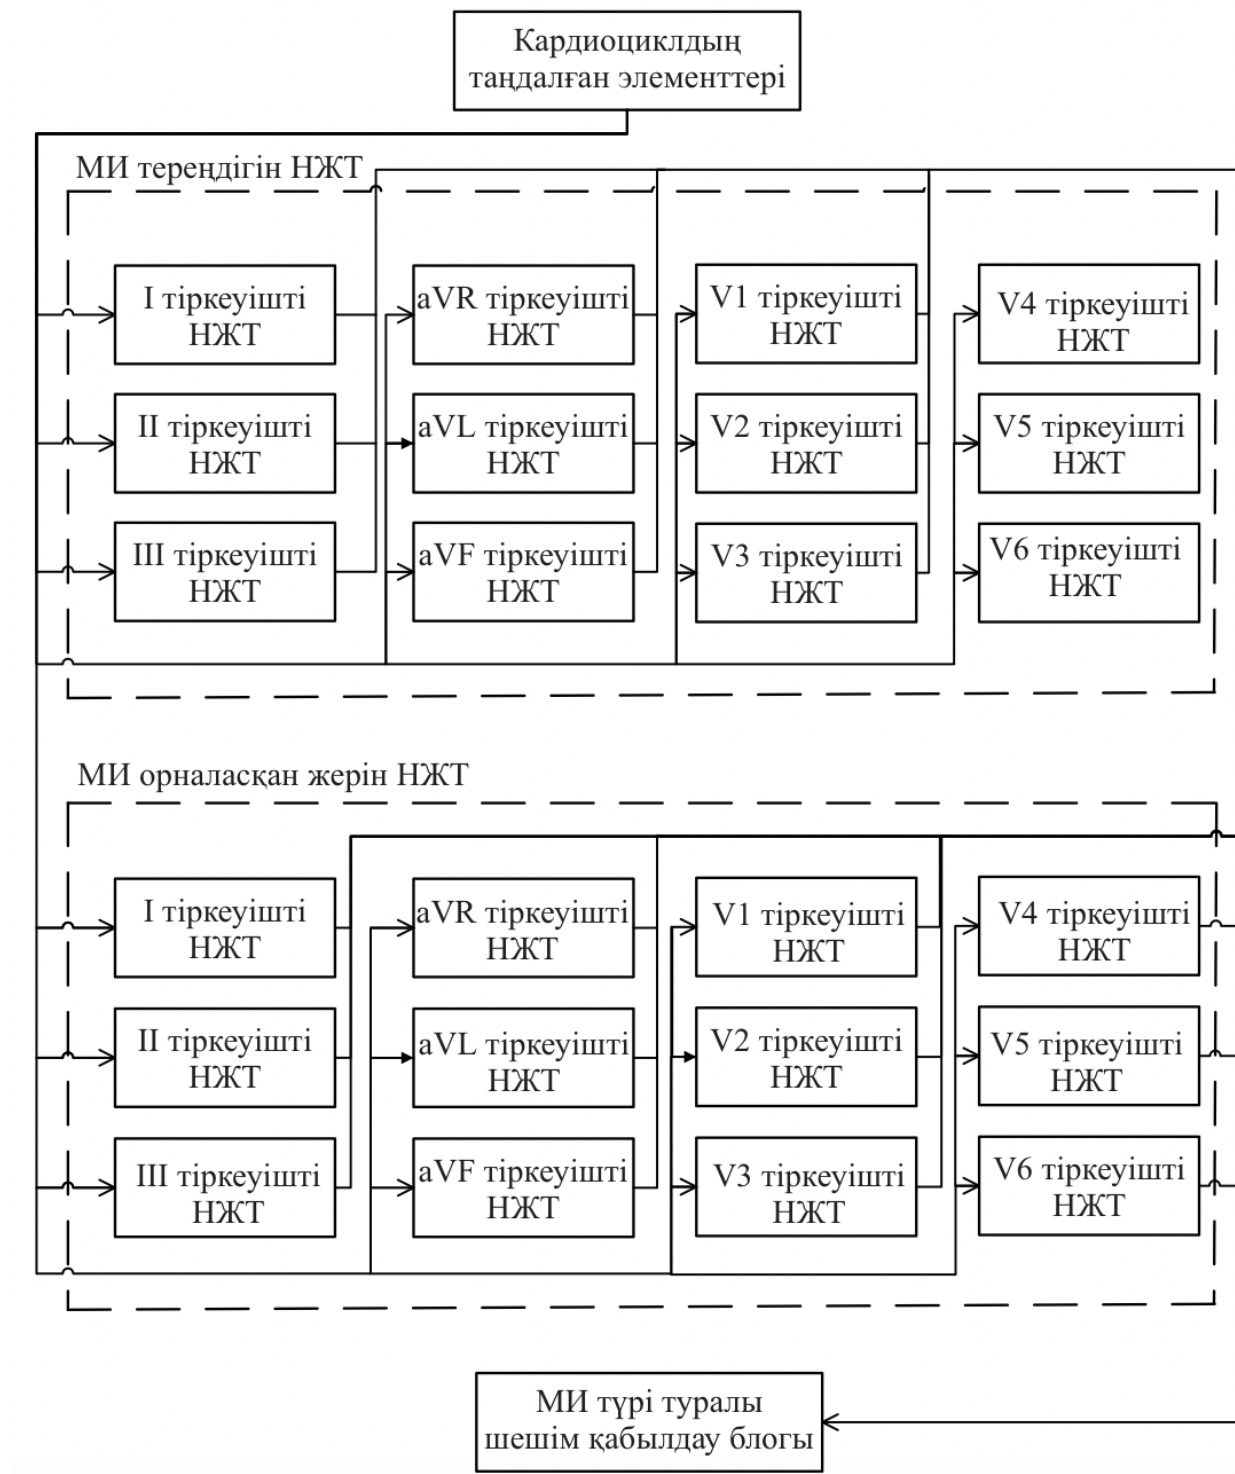 Кардиоциклдың
таңдалған элементтері
МИ тереңдігін НЖТ
I тіркеуішті
НЖТ
aVR тіркеуішті
НЖТ
V1 тіркеуішті
НЖТ
V4 тіркеуішті
НЖТ
II тіркеуішті
НЖТ
aVL тіркеуішті
НЖТ
V2 тіркеуішті
НЖТ
V5 тіркеуішті
НЖТ
III тіркеуішті
НЖТ
aVF тіркеуішті
НЖТ
V3 тіркеуішті
НЖТ
V6 тіркеуішті
НЖТ
МИ орналасқан жерін НЖТ
I тіркеуішті
НЖТ
aVR тіркеуішті
НЖТ
V1 тіркеуішті
НЖТ
V4 тіркеуішті
НЖТ
II тіркеуішті
НЖТ
aVL тіркеуішті
НЖТ
V2 тіркеуішті
НЖТ
V5 тіркеуішті
НЖТ
III тіркеуішті
НЖТ
aVF тіркеуішті
НЖТ
V3 тіркеуішті
НЖТ
V6 тіркеуішті
НЖТ
МИ түрі туралы
шешім қабылдау блогы